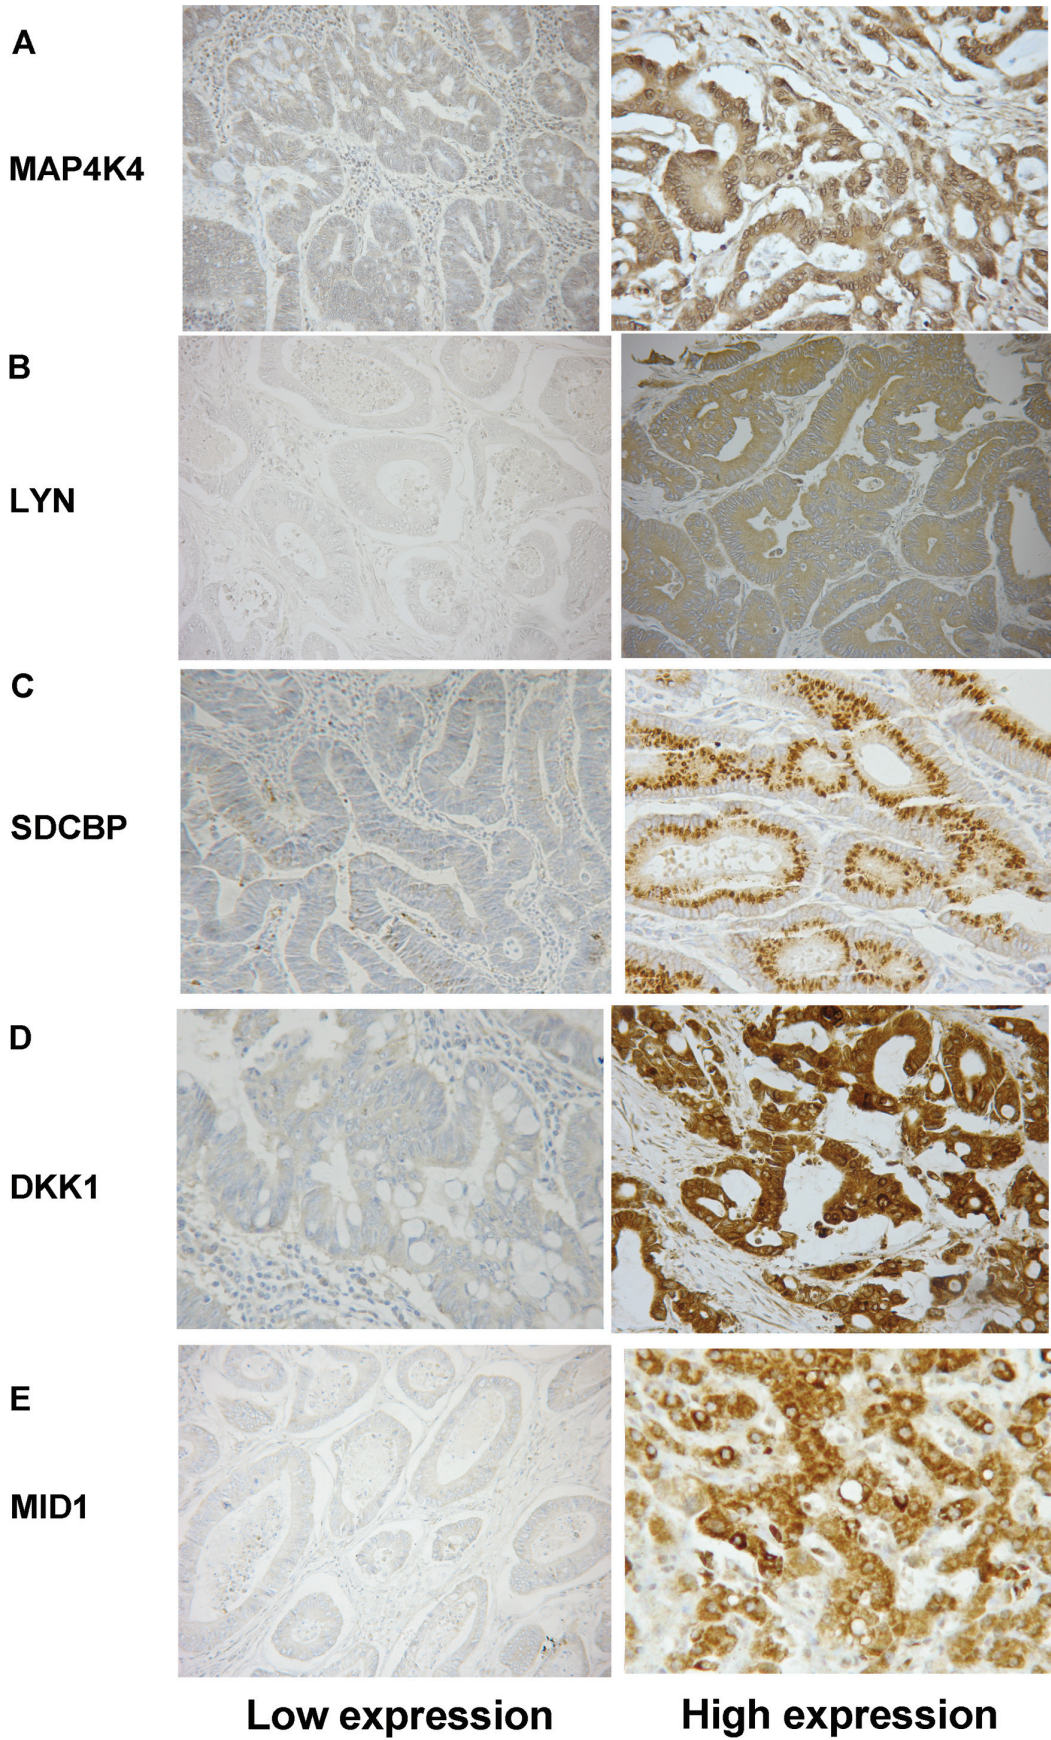 A
MAP4K4
B
LYN
C
SDCBP
D
DKK1
E
MID1
Low expression
High expression